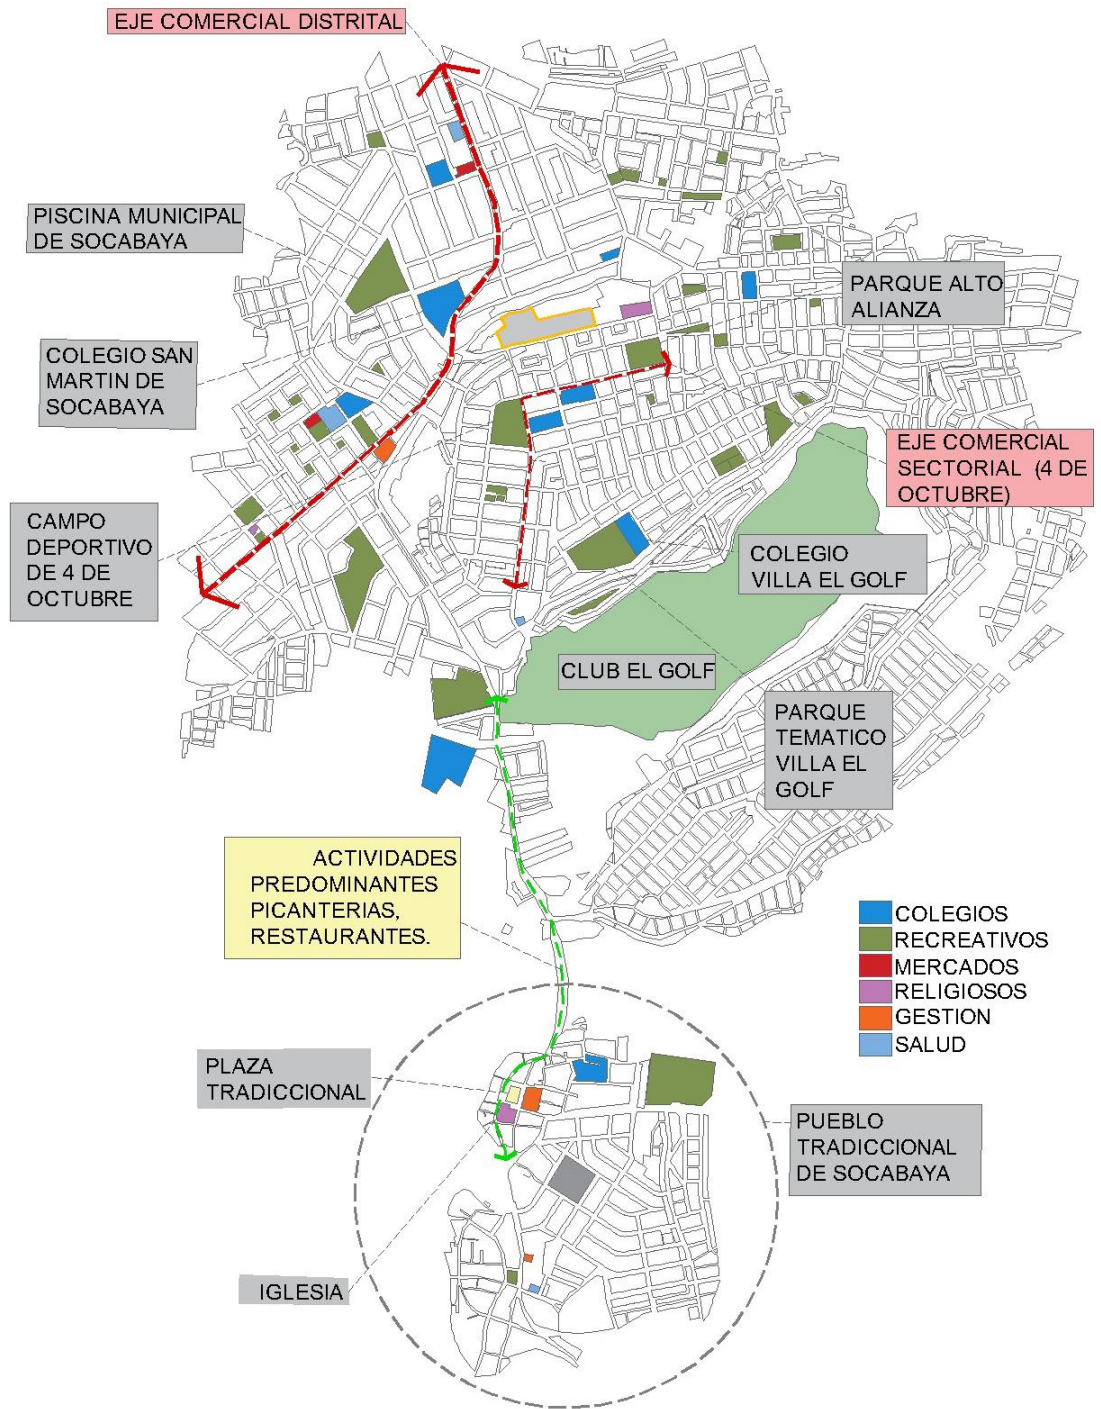 EJE COMERCIAL DISTRITAL
PISCINA MUNICIPAL
DE SOCABAYA
PARQUE ALTO
ALIANZA
COLEGIO SAN
MARTIN DE
SOCABAYA
EJE COMERCIAL
SECTORIAL (4 DE
OCTUBRE)
CAMPO
DEPORTIVO
DE 4 DE
OCTUBRE
COLEGIO
VILLA EL GOLF
CLUB EL GOLF
PARQUE
TEMATICO
VILLA EL
GOLF
ACTIVIDADES
PREDOMINANTES
PICANTERIAS,
RESTAURANTES.
COLEGIOS
RECREATIVOS
MERCADOS
RELIGIOSOS
GESTION
SALUD
PLAZA
TRADICCIONAL
PUEBLO
TRADICCIONAL
DE SOCABAYA
IGLESIA